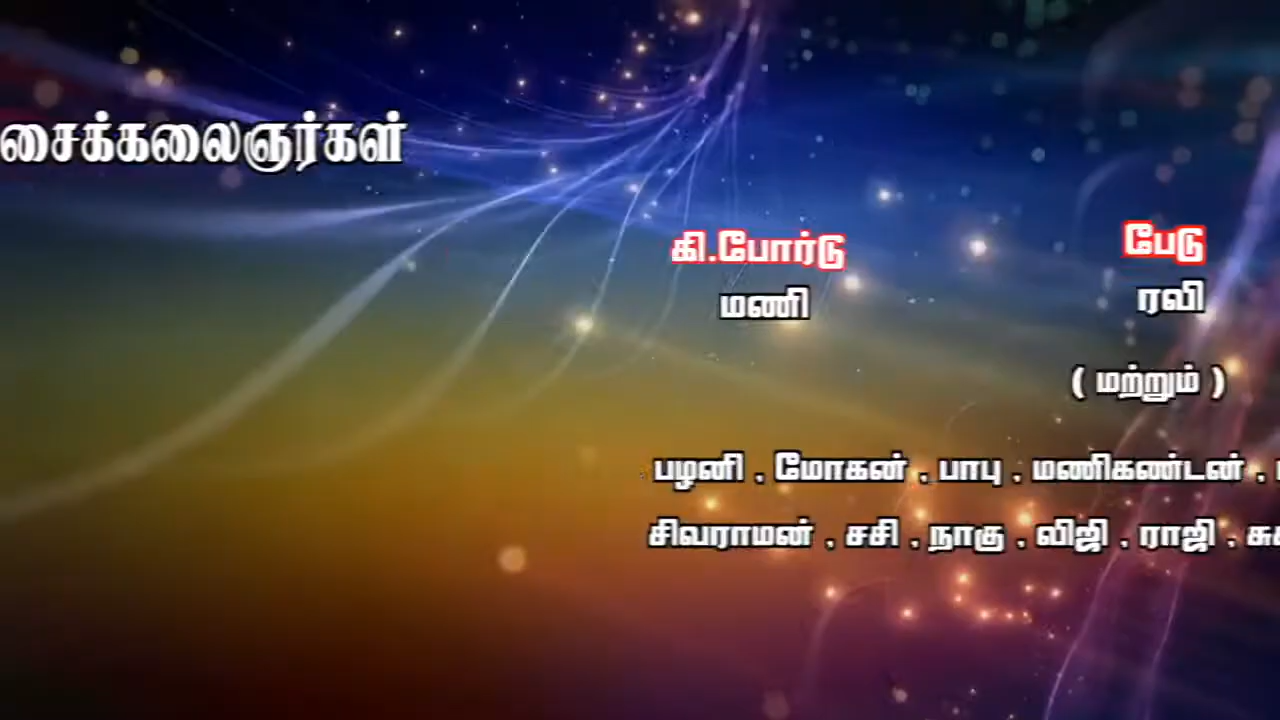 சைக்கலைஞர்கள்
கி.போர்டு
பேடு
மணி
ரவி
( மற்றும் )
பழனி . மோகன் . பாபு . மணிகண்டன் .
சிவராமன் . சசி . நாகு . விஜி . ராஜி .